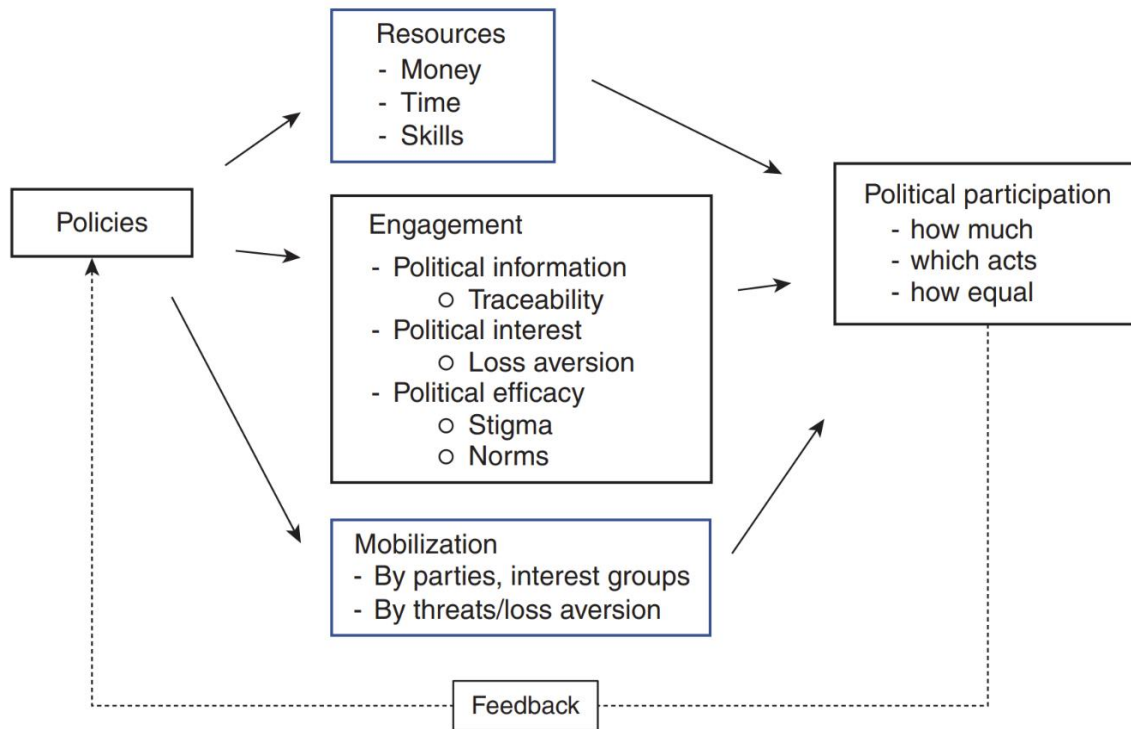 Resources
- Money
- Time
- Skills
Policies
Engagement
- Political information
○ Traceability
- Political interest
○ Loss aversion
- Political efficacy
○ Stigma
○ Norms
Mobilization
- By parties, interest groups
- By threats/loss aversion
Political participation
- how much
- which acts
- how equal
Feedback